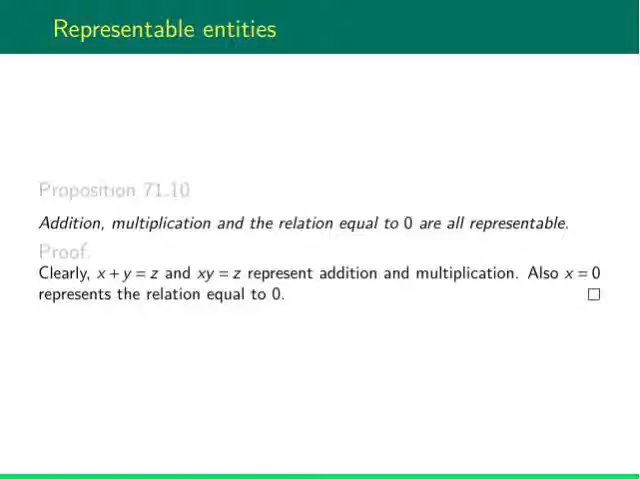 Representable entities
Proposition 71.10
Addition, multiplication and the relation equal to 0 are all representable.
Proof.
Clearly, x + y = z and xy = z represent addition and multiplication. Also x = 0
represents the relation equal to 0. □